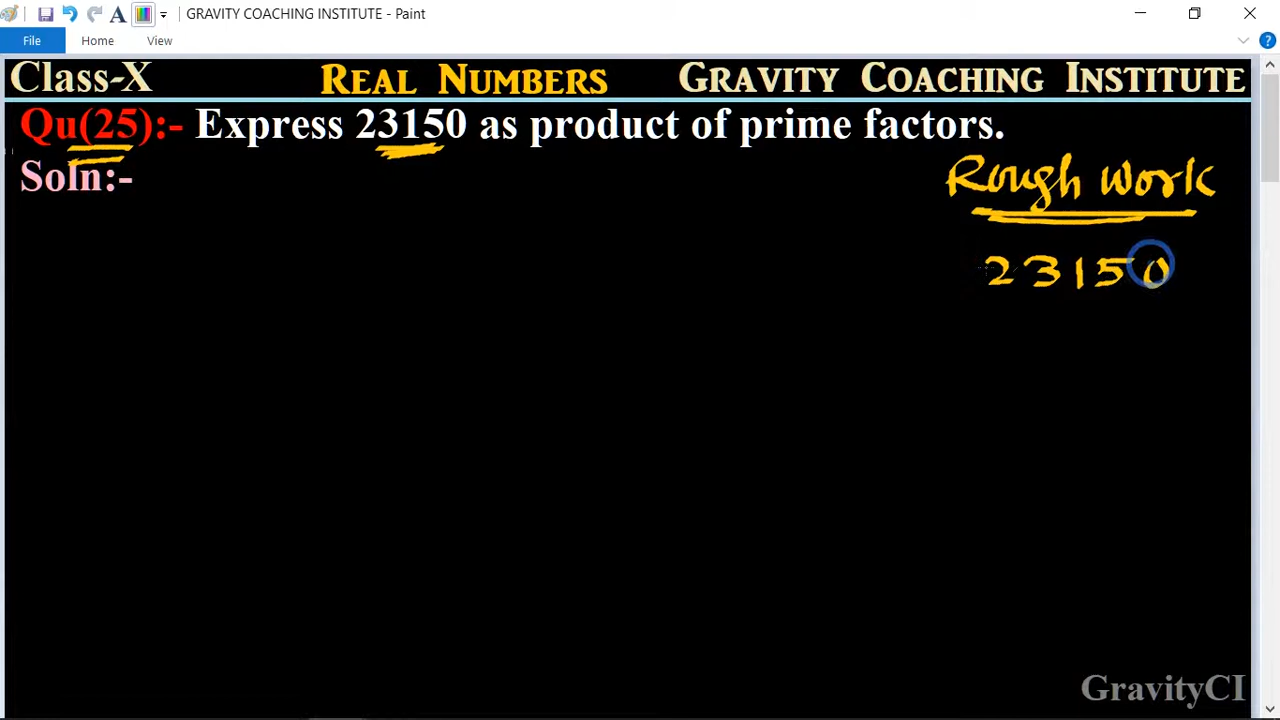 GRAVITY COACHING INSTITUTE - Paint
File Home View
Class-X REAL NUMBERS GRAVITY COACHING INSTITUTE
Qu(25):- Express 23150 as product of prime factors.
Soln:-
Rough Work
23150
GravityCI